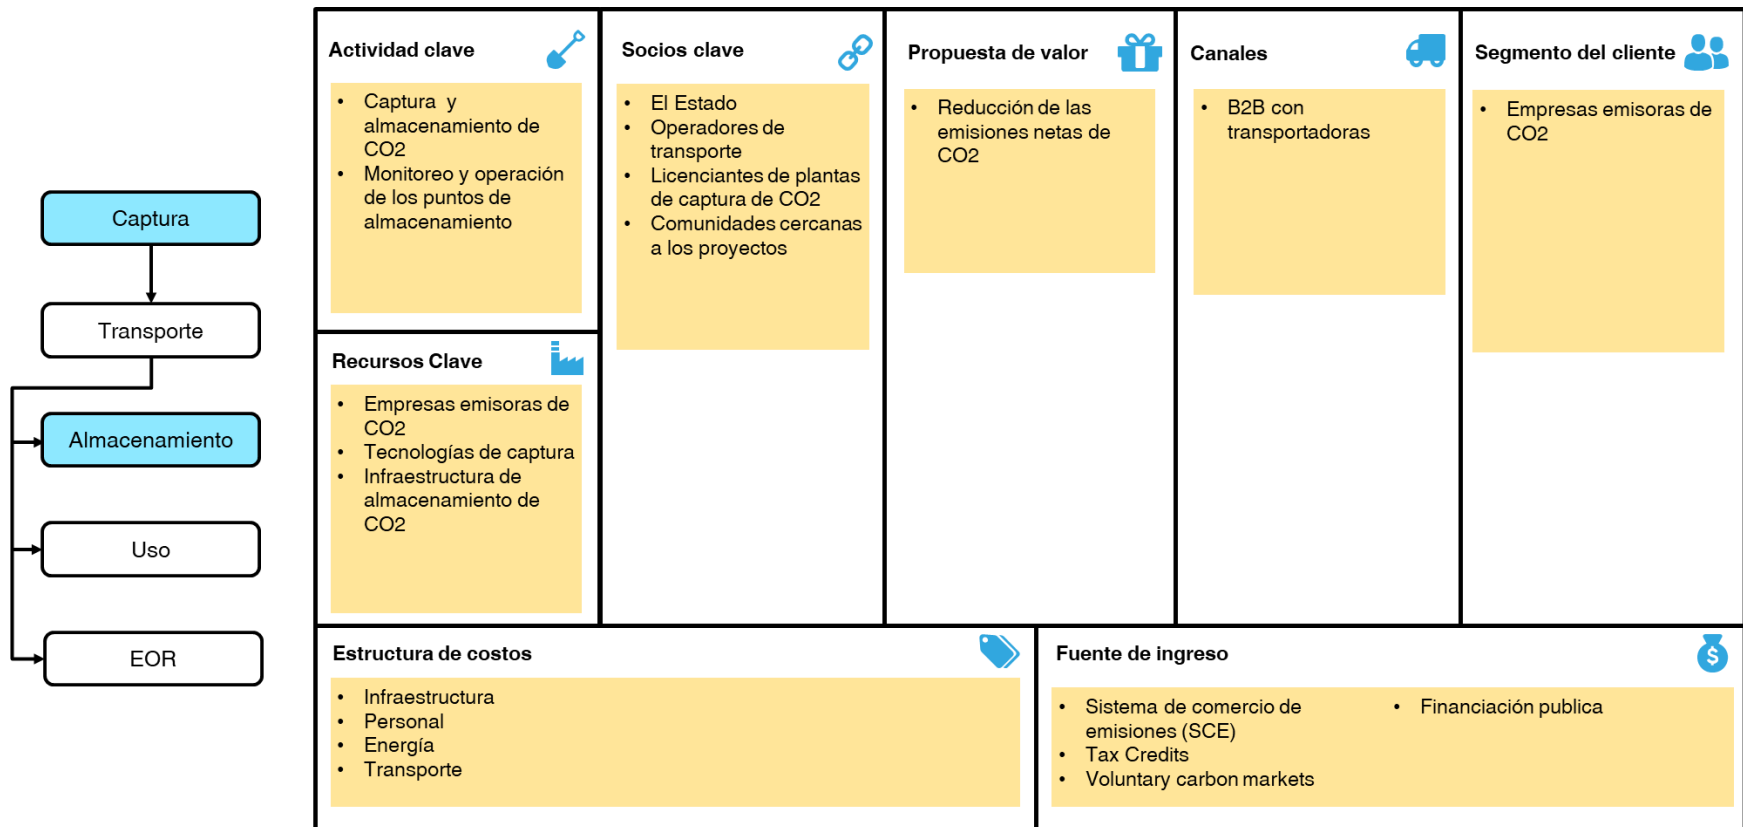 Captura
Transporte
Almacenamiento
Uso
EOR
Actividad clave
• Captura y
almacenamiento de
CO2
• Monitoreo y operación
de los puntos de
almacenamiento
Recursos Clave
• Empresas emisoras de
CO2
• Tecnologías de captura
• Infraestructura de
almacenamiento de
CO2
Socios clave
• El Estado
• Operadores de
transporte
• Licenciantes de plantas
de captura de CO2
• Comunidades cercanas
a los proyectos
Propuesta de valor
• Reducción de las
emisiones netas de
CO2
Canales
• B2B con
transportadoras
Segmento del cliente
• Empresas emisoras de
CO2
Estructura de costos
• Infraestructura
• Personal
• Energía
• Transporte
Fuente de ingreso
$
• Sistema de comercio de
emisiones (SCE)
• Tax Credits
• Voluntary carbon markets
• Financiación publica